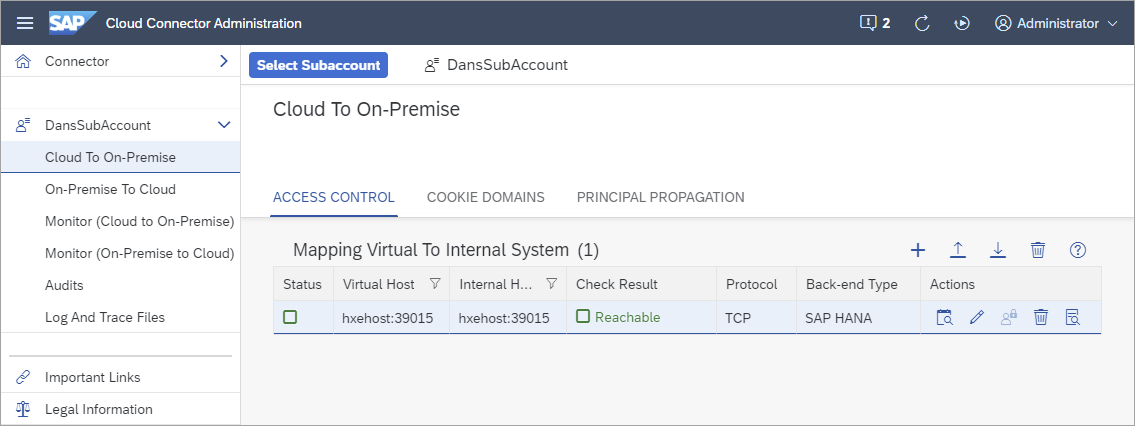 SAP Cloud Connector Administration 2 Administrator
Connector
Select Subaccount DansSubAccount
Cloud To On-Premise
DansSubAccount
Cloud To On-Premise
On-Premise To Cloud
Monitor (Cloud to On-Premise)
Monitor (On-Premise to Cloud)
Audits
Log And Trace Files
Important Links
Legal Information
ACCESS CONTROL COOKIE DOMAINS PRINCIPAL PROPAGATION
Mapping Virtual To Internal System (1)
Status Virtual Host Internal H... Check Result Protocol Back-end Type Actions
hxehost:39015 hxehost:39015 Reachable TCP SAP HANA